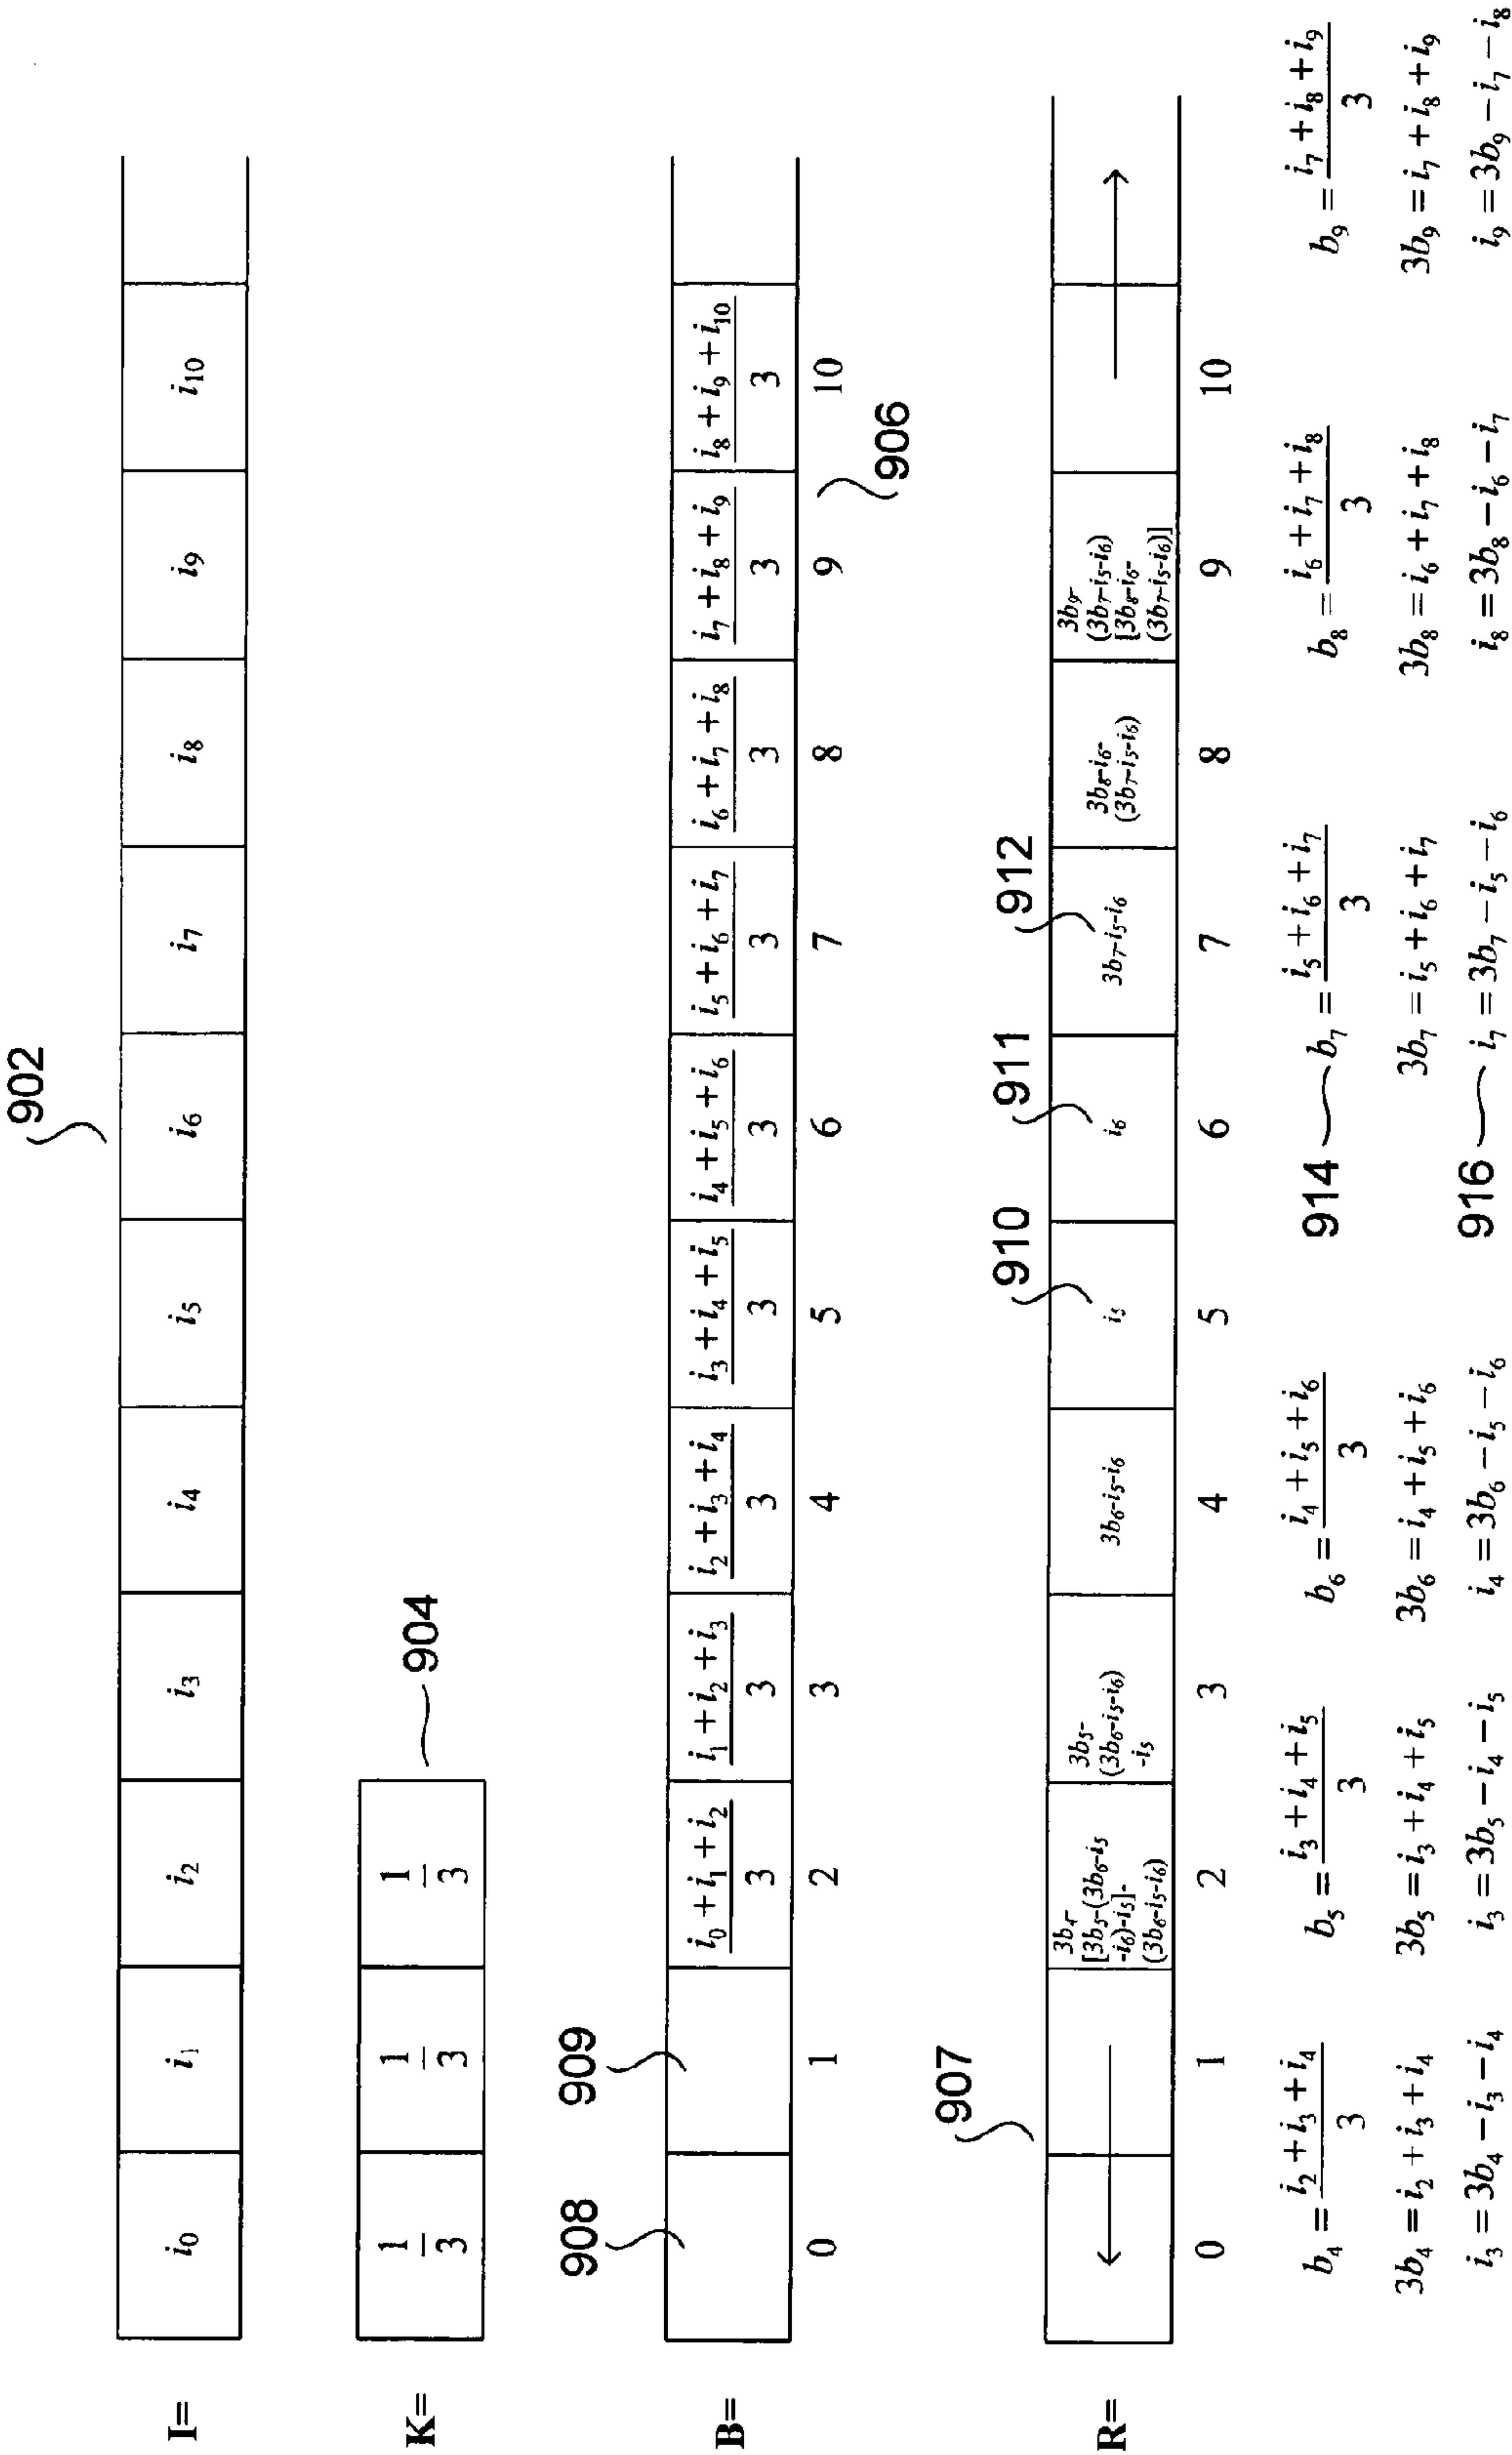 902
I= i₀ i₁ i₂ i₃ i₄ i₅ i₆ i₇ i₈ i₉ i₁₀
K= 1/3 1/3 1/3
904
908 909
B= (i₀ + i₁ + i₂)/3 (i₁ + i₂ + i₃)/3 (i₂ + i₃ + i₄)/3 (i₃ + i₄ + i₅)/3 (i₄ + i₅ + i₆)/3 (i₅ + i₆ + i₇)/3 (i₆ + i₇ + i₈)/3 (i₇ + i₈ + i₉)/3 (i₈ + i₉ + i₁₀)/3
0 1 2 3 4 5 6 7 8 9 10
906
907 910 911 912
R= 3b₄-[3b₅-(3b₆-i₅-i₆)-i₅]-(3b₆-i₅-i₆) 3b₅-(3b₆-i₅-i₆)-i₅ 3b₆-i₅-i₆ i₅ i₆ 3b₇-i₅-i₆ 3b₈-i₆-(3b₇-i₅-i₆) 3b₉-(3b₇-i₅-i₆)[3b₈-i₆-(3b₇-i₅-i₆)]
0 1 2 3 4 5 6 7 8 9 10
b₄ = (i₂ + i₃ + i₄)/3 b₅ = (i₃ + i₄ + i₅)/3 b₆ = (i₄ + i₅ + i₆)/3 914 b₇ = (i₅ + i₆ + i₇)/3 b₈ = (i₆ + i₇ + i₈)/3 b₉ = (i₇ + i₈ + i₉)/3
3b₄ = i₂ + i₃ + i₄ 3b₅ = i₃ + i₄ + i₅ 3b₆ = i₄ + i₅ + i₆ 3b₇ = i₅ + i₆ + i₇ 3b₈ = i₆ + i₇ + i₈ 3b₉ = i₇ + i₈ + i₉
i₃ = 3b₄ − i₃ − i₄ i₃ = 3b₅ − i₄ − i₅ i₄ = 3b₆ − i₅ − i₆ 916 i₇ = 3b₇ − i₅ − i₆ i₈ = 3b₈ − i₆ − i₇ i₉ = 3b₉ − i₇ − i₈